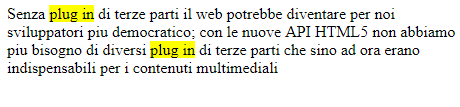 Senza plug in di terze parti il web potrebbe diventare per noi
sviluppatori piu democratico; con le nuove API HTML5 non abbiamo
piu bisogno di diversi plug in di terze parti che sino ad ora erano
indispensabili per i contenuti multimediali